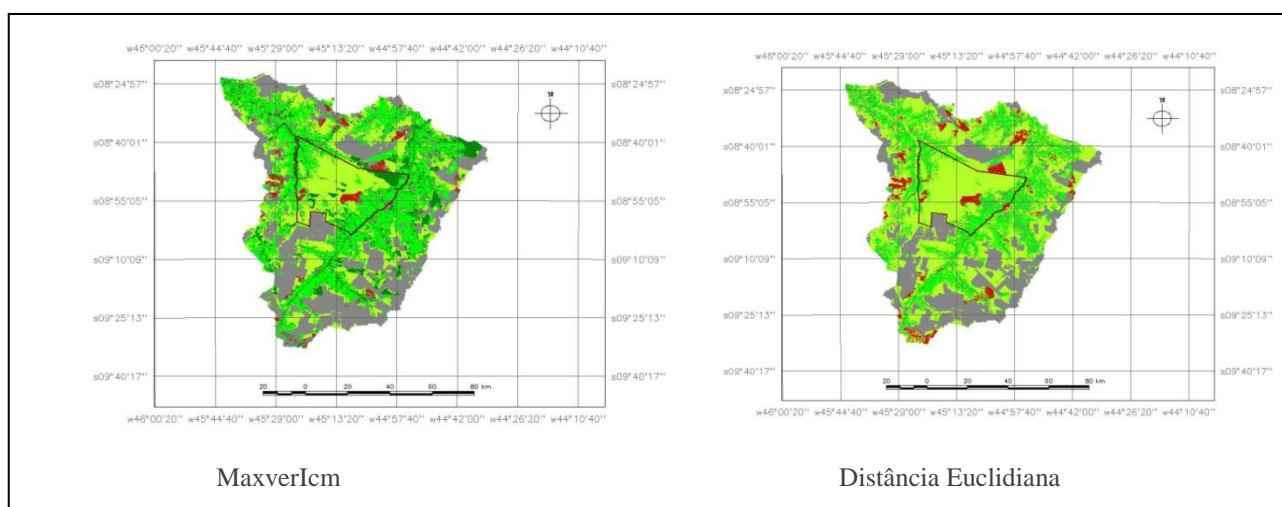 w46°00'20'' w45°44'40'' w45°29'00'' w45°13'20'' w44°57'40'' w44°42'00'' w44°26'20'' w44°10'40''
s08°24'57'' s08°24'57''
s08°40'01'' s08°40'01''
s08°55'05'' s08°55'05''
s09°10'09'' s09°10'09''
s09°25'13'' s09°25'13''
s09°40'17'' s09°40'17''
20 0 20 40 60 80 km
w46°00'20'' w45°44'40'' w45°29'00'' w45°13'20'' w44°57'40'' w44°42'00'' w44°26'20'' w44°10'40''
MaxverIcm
w46°00'20'' w45°44'40'' w45°29'00'' w45°13'20'' w44°57'40'' w44°42'00'' w44°26'20'' w44°10'40''
s08°24'57'' s08°24'57''
s08°40'01'' s08°40'01''
s08°55'05'' s08°55'05''
s09°10'09'' s09°10'09''
s09°25'13'' s09°25'13''
s09°40'17'' s09°40'17''
20 0 20 40 60 80 km
w46°00'20'' w45°44'40'' w45°29'00'' w45°13'20'' w44°57'40'' w44°42'00'' w44°26'20'' w44°10'40''
Distância Euclidiana